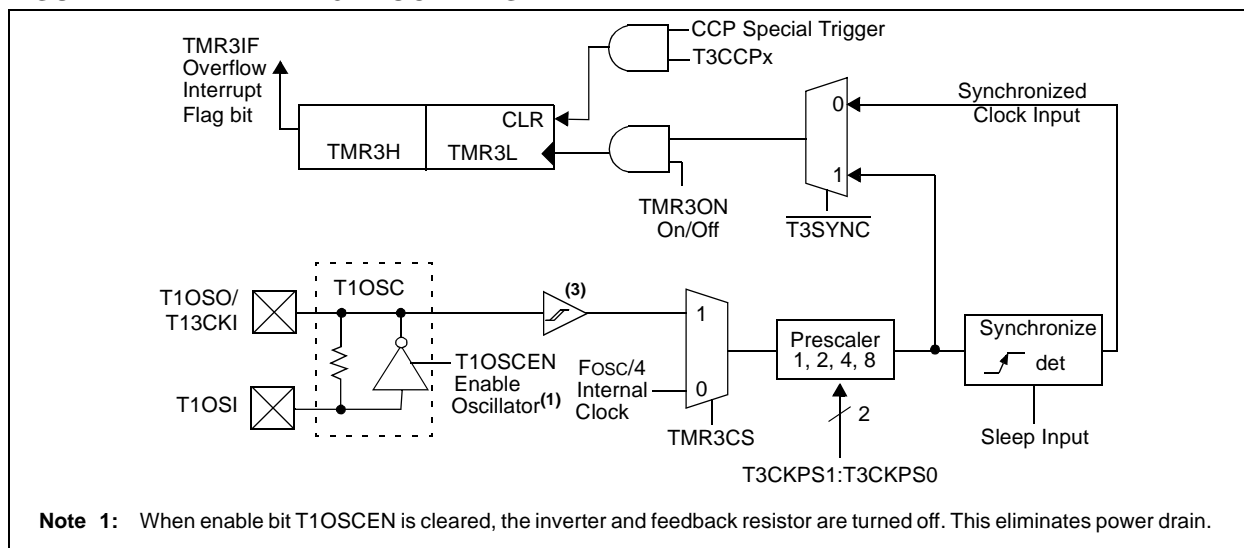 CCP Special Trigger
T3CCPx
TMR3IF
Overflow
Interrupt
Flag bit
CLR
TMR3H
TMR3L
0
1
Synchronized
Clock Input
TMR3ON
On/Off
T3SYNC
T1OSC
T1OSO/
T13CKI
T1OSI
(3)
T1OSCEN
Enable
Oscillator(1)
FOSC/4
Internal
Clock
1
0
TMR3CS
Prescaler
1, 2, 4, 8
2
T3CKPS1:T3CKPS0
Synchronize
det
Sleep Input
Note 1: When enable bit T1OSCEN is cleared, the inverter and feedback resistor are turned off. This eliminates power drain.